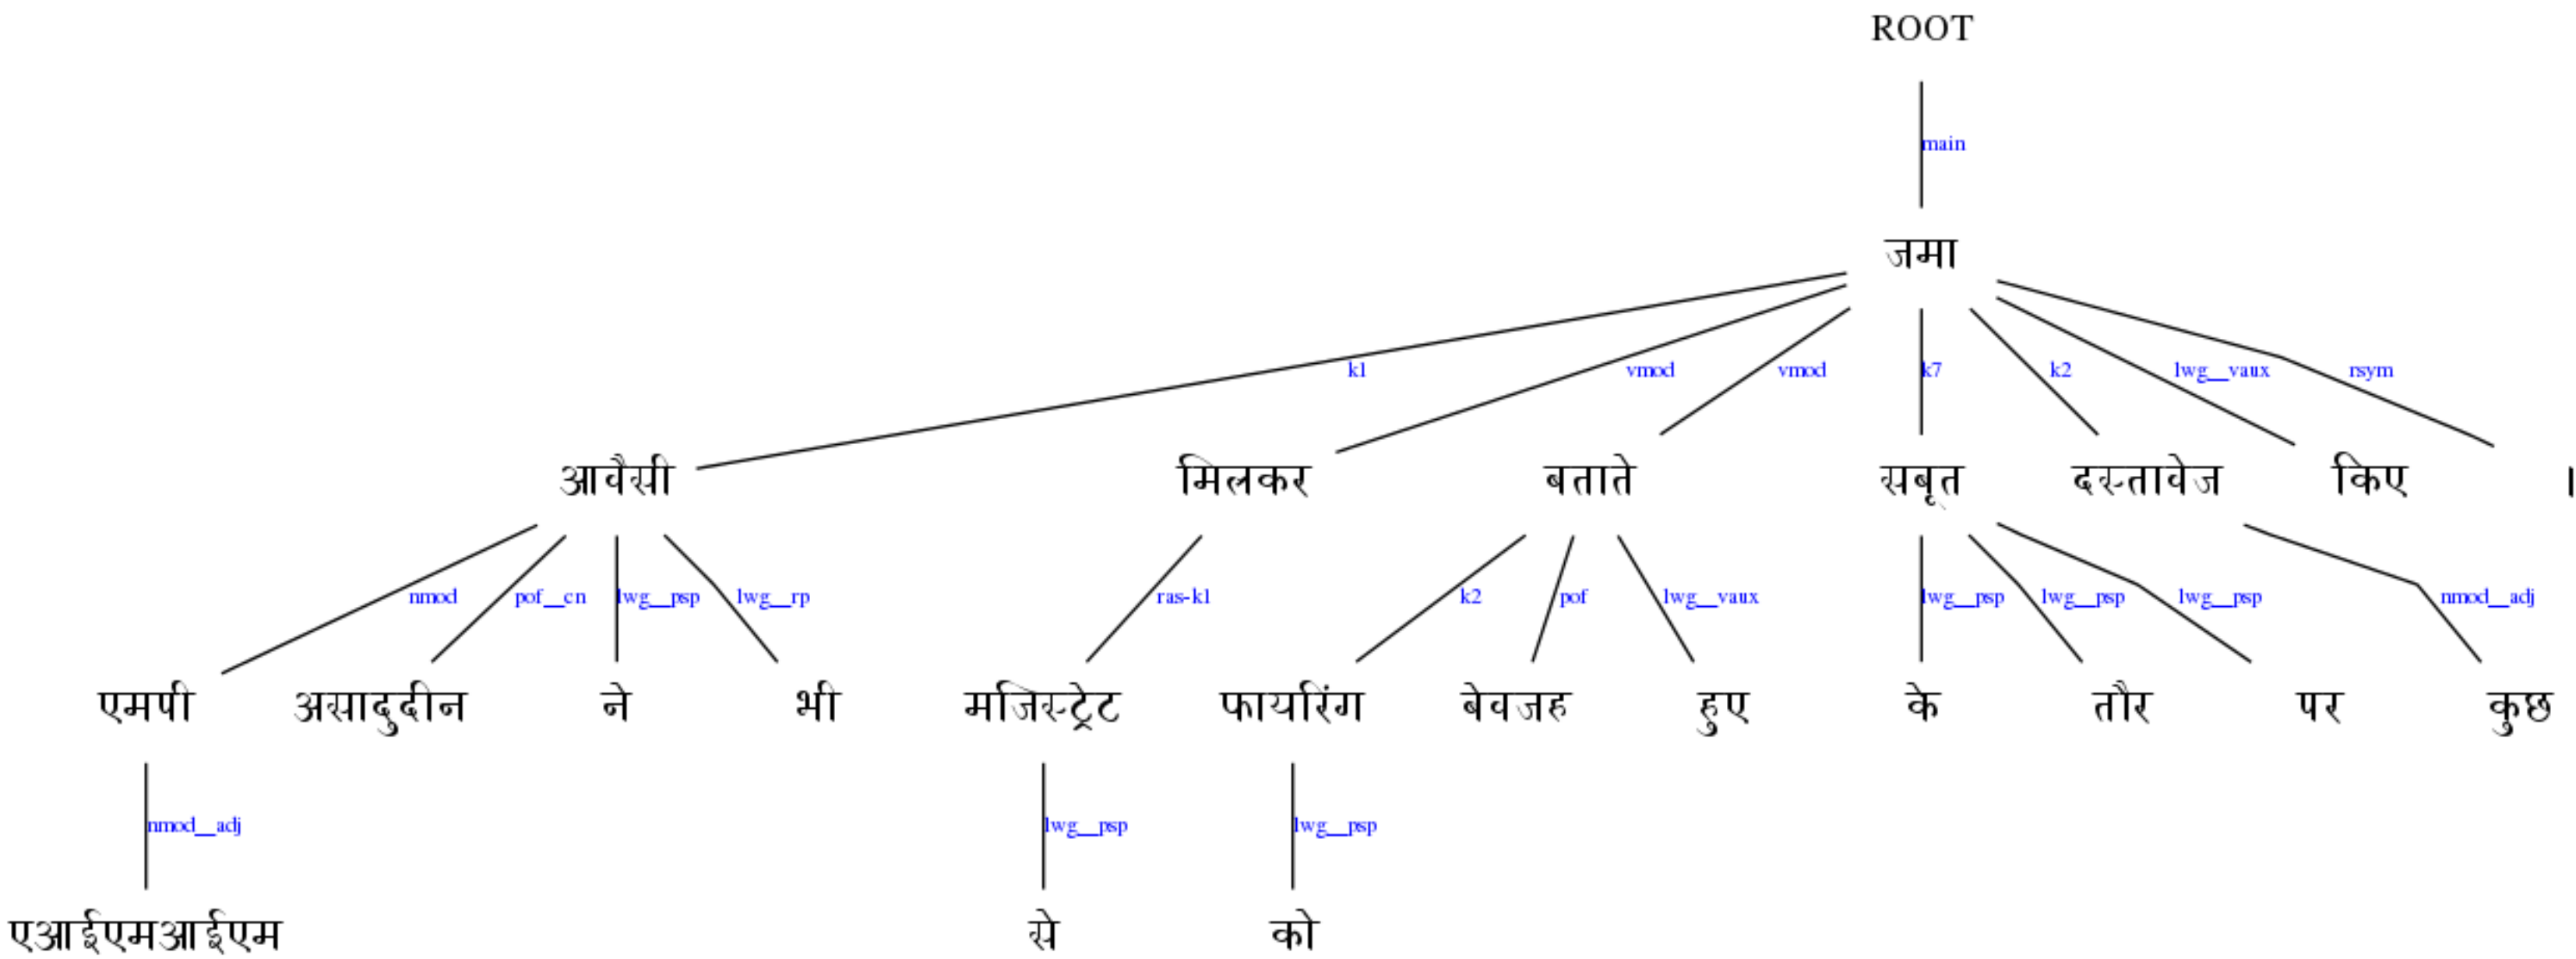 ROOT
main
जमा
k1 vmod vmod k7 k2 lwg__vaux rsym
आवैसी मिलकर बताते सबूत दस्तावेज किए ।
nmod pof__cn lwg__psp lwg__rp ras-k1 k2 pof lwg__vaux lwg__psp lwg__psp lwg__psp nmod__adj
एमपी असादुदीन ने भी मजिस्ट्रेट फायरिंग बेवजह हुए के तौर पर कुछ
nmod__adj lwg__psp lwg__psp
एआईएमआईएम से को